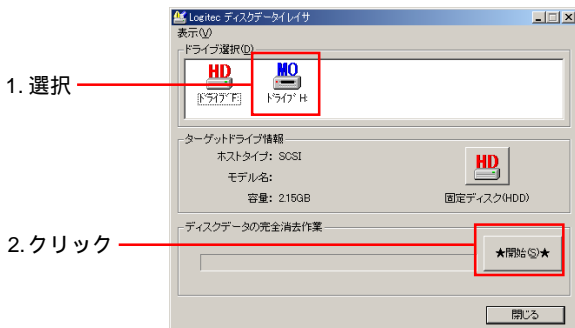 Logitec ディスクデータイレイサ
表示(V)
ドライブ選択(D)
HD
MO
ドライブ F:
ドライブ H:
1. 選択
ターゲットドライブ情報
ホストタイプ: SCSI
モデル名:
容量: 2.15GB
HD
固定ディスク(HDD)
ディスクデータの完全消去作業
2.クリック
★開始(S)★
閉じる